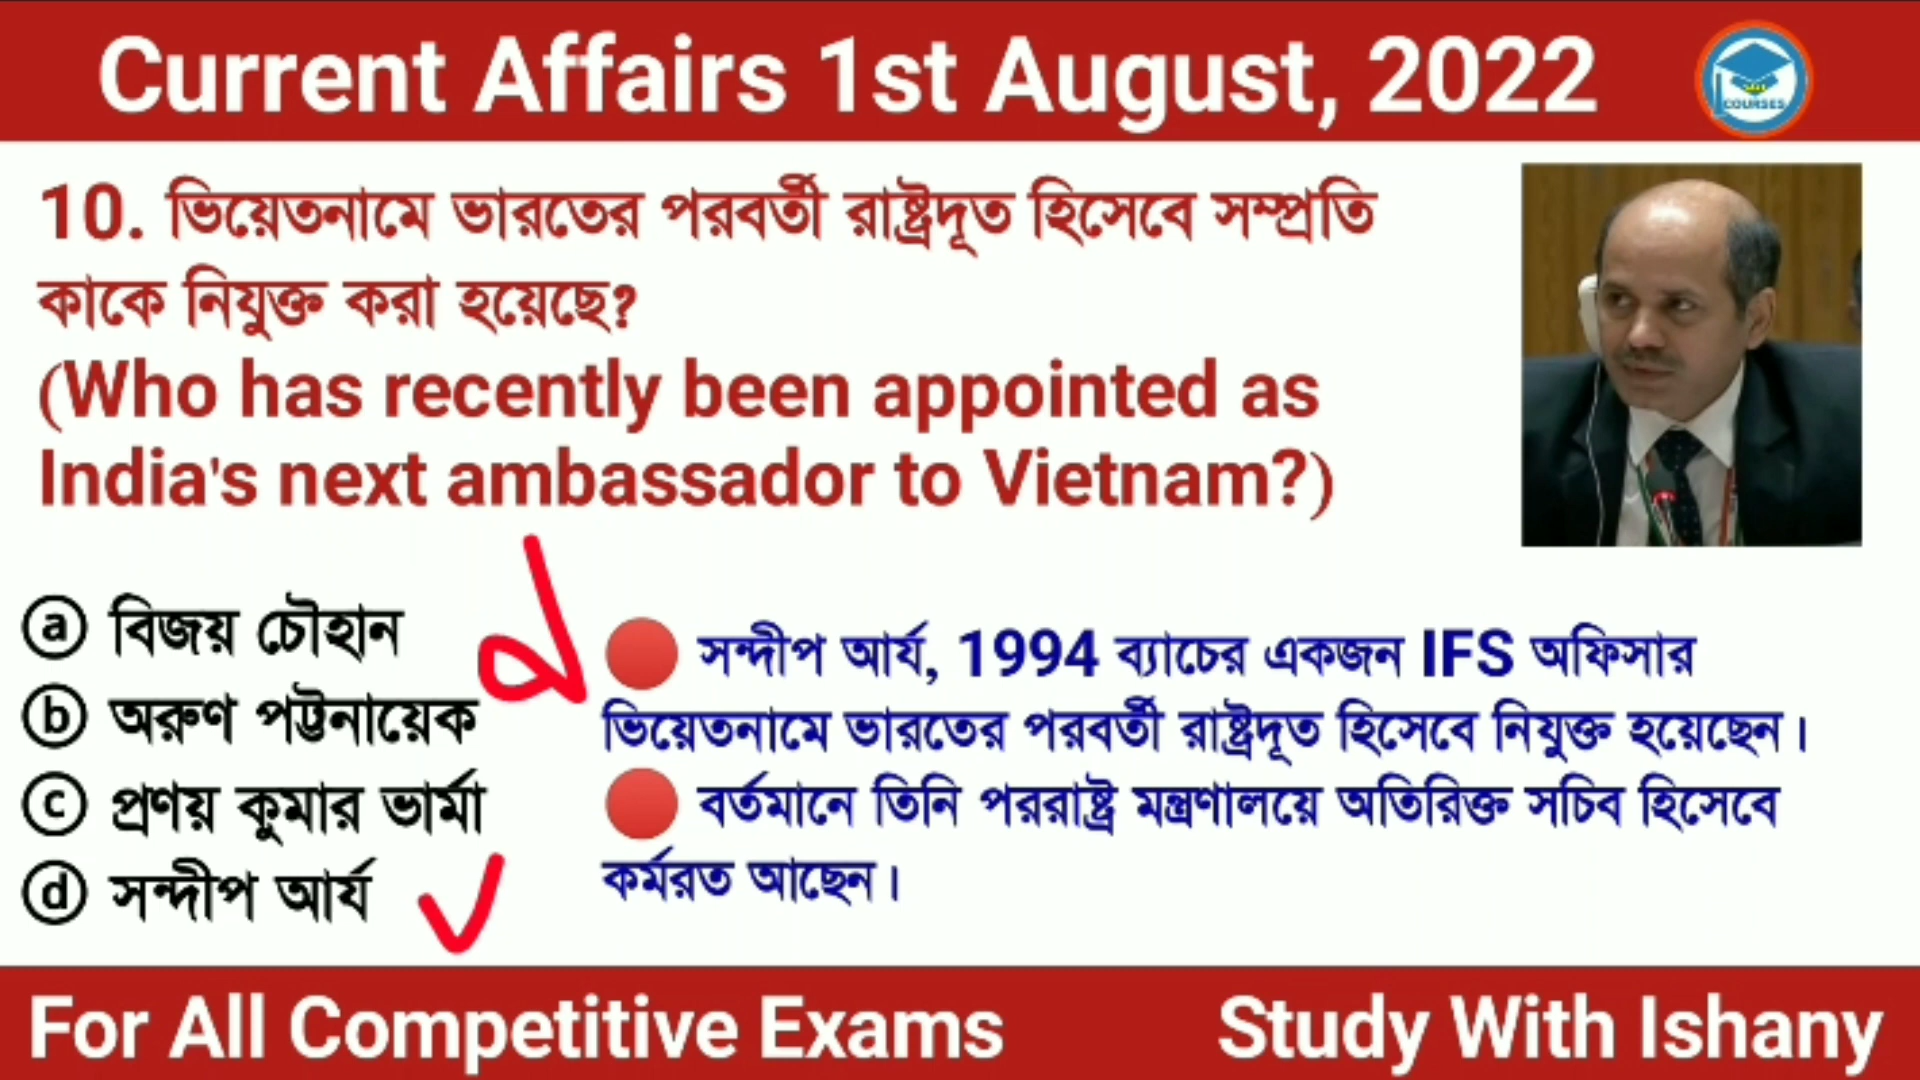 Current Affairs 1st August, 2022
COURSES
10. ভিয়েতনামে ভারতের পরবর্তী রাষ্ট্রদূত হিসেবে সম্প্রতি
কাকে নিযুক্ত করা হয়েছে?
(Who has recently been appointed as
India's next ambassador to Vietnam?)
ⓐ বিজয় চৌহান
ⓑ অরুণ পট্টনায়েক
ⓒ প্রণয় কুমার ভার্মা
ⓓ সন্দীপ আর্য
🔴 সন্দীপ আর্য, 1994 ব্যাচের একজন IFS অফিসার
ভিয়েতনামে ভারতের পরবর্তী রাষ্ট্রদূত হিসেবে নিযুক্ত হয়েছেন।
🔴 বর্তমানে তিনি পররাষ্ট্র মন্ত্রণালয়ে অতিরিক্ত সচিব হিসেবে
কর্মরত আছেন।
For All Competitive Exams
Study With Ishany